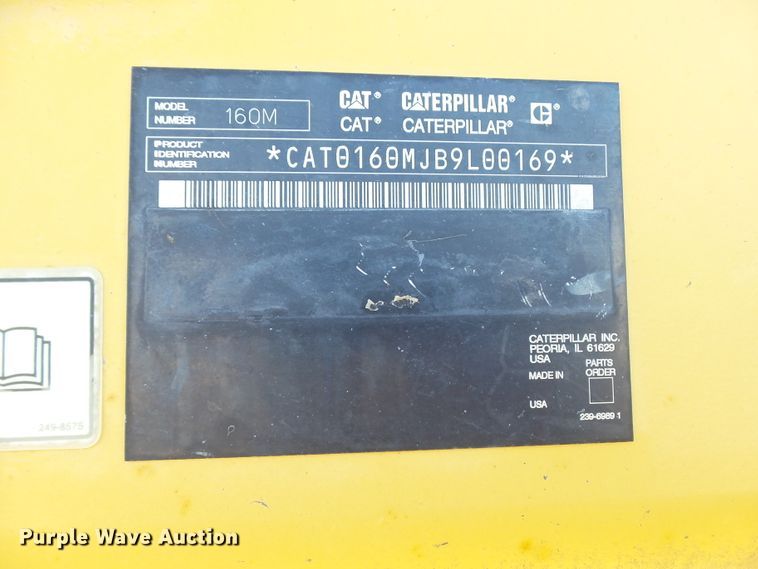 MODEL
NUMBER 160M
CAT® CATERPILLAR® C®
CAT® CATERPILLAR®
PRODUCT
IDENTIFICATION
NUMBER
*CAT0160MJB9L00169*
CATERPILLAR INC.
PEORIA, IL 61629
USA
MADE IN
PARTS
ORDER
USA
239-6989 1
249-8575
Purple Wave Auction